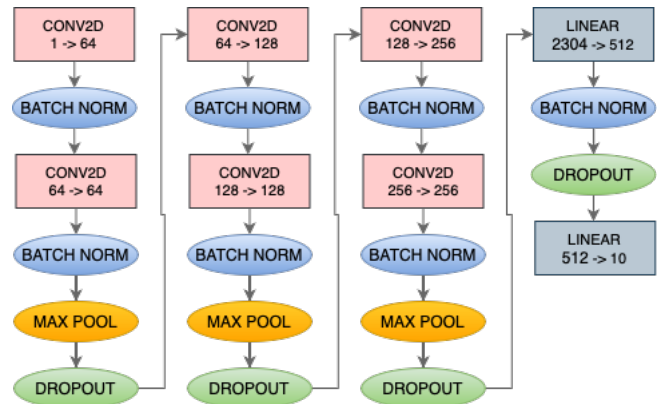 CONV2D
1 -> 64
BATCH NORM
CONV2D
64 -> 64
BATCH NORM
MAX POOL
DROPOUT
CONV2D
64 -> 128
BATCH NORM
CONV2D
128 -> 128
BATCH NORM
MAX POOL
DROPOUT
CONV2D
128 -> 256
BATCH NORM
CONV2D
256 -> 256
BATCH NORM
MAX POOL
DROPOUT
LINEAR
2304 -> 512
BATCH NORM
DROPOUT
LINEAR
512 -> 10